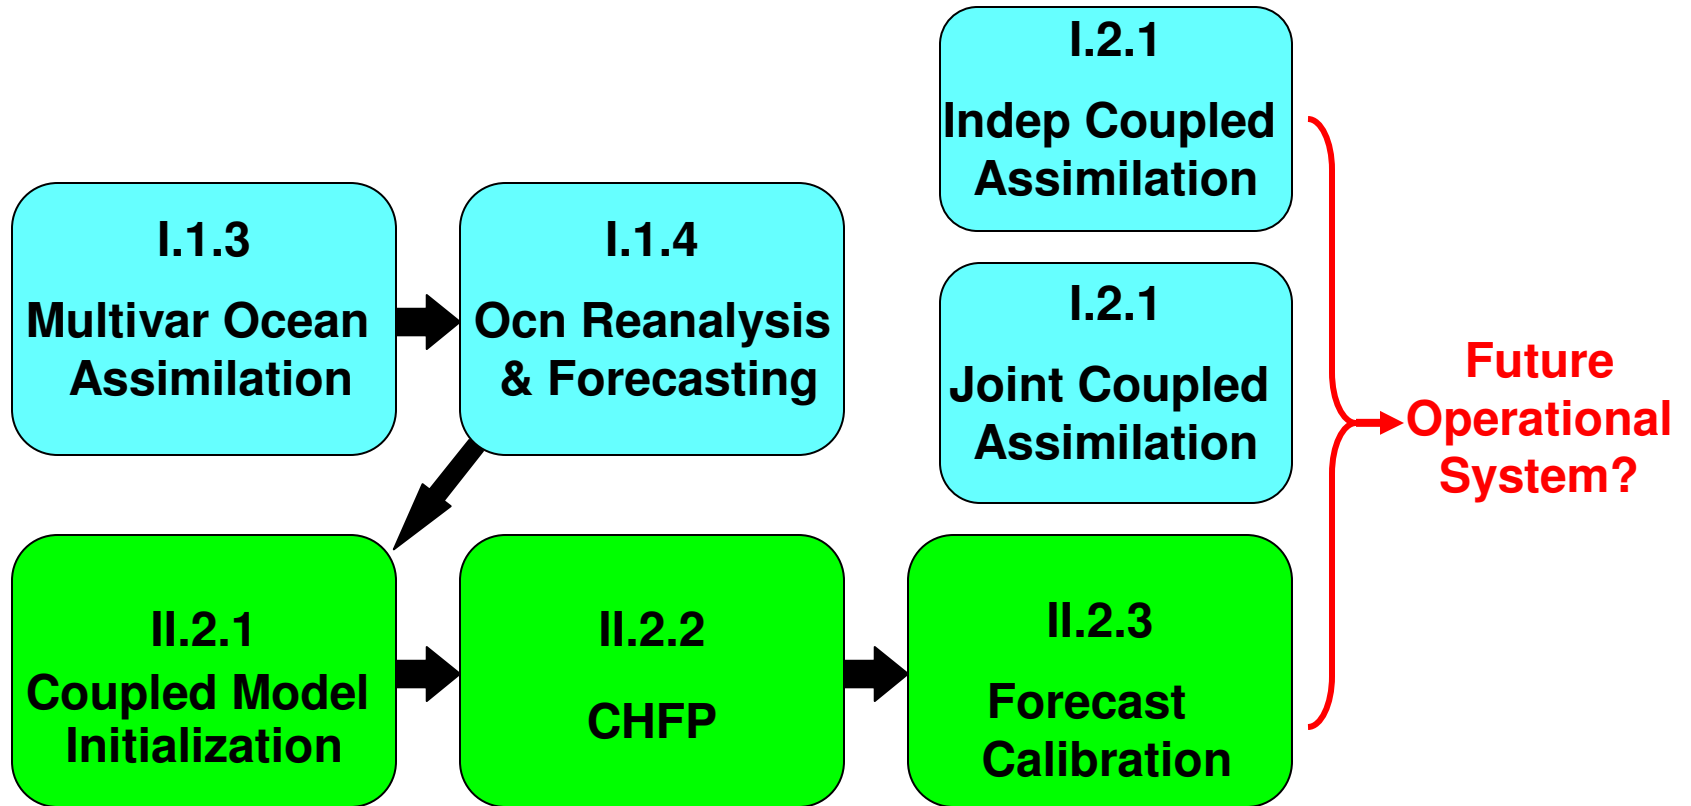 I.2.1
Indep Coupled
Assimilation
I.1.3
Multivar Ocean
Assimilation
I.1.4
Ocn Reanalysis
& Forecasting
I.2.1
Joint Coupled
Assimilation
Future
Operational
System?
II.2.1
Coupled Model
Initialization
II.2.2
CHFP
II.2.3
Forecast
Calibration